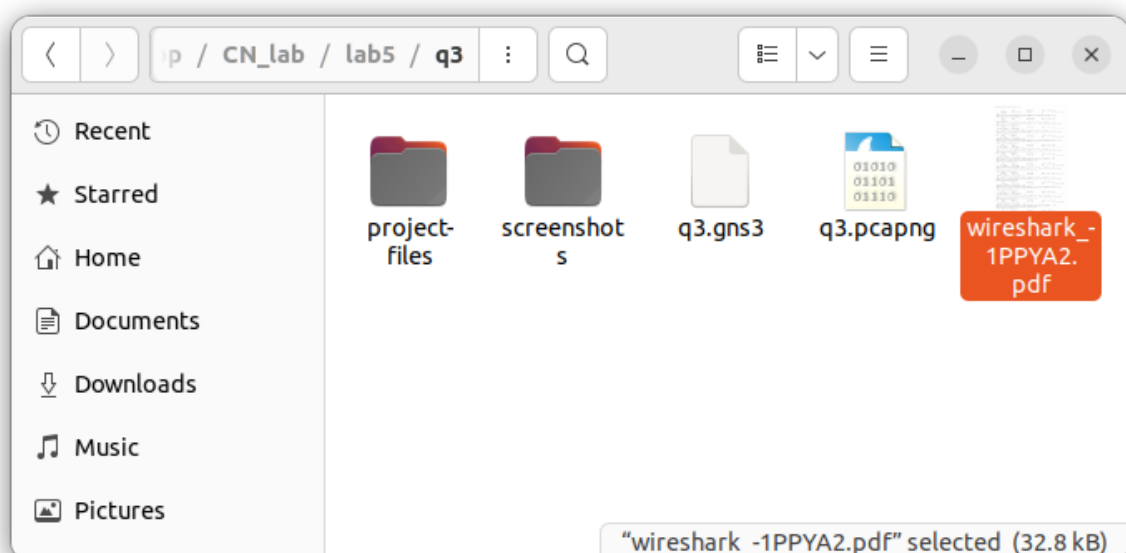 p / CN_lab / lab5 / q3
Recent
Starred
Home
Documents
Downloads
Music
Pictures
project-
files
screenshot
s
q3.gns3
01010
01101
01110
q3.pcapng
wireshark_-
1PPYA2.
pdf
“wireshark_-1PPYA2.pdf” selected (32.8 kB)